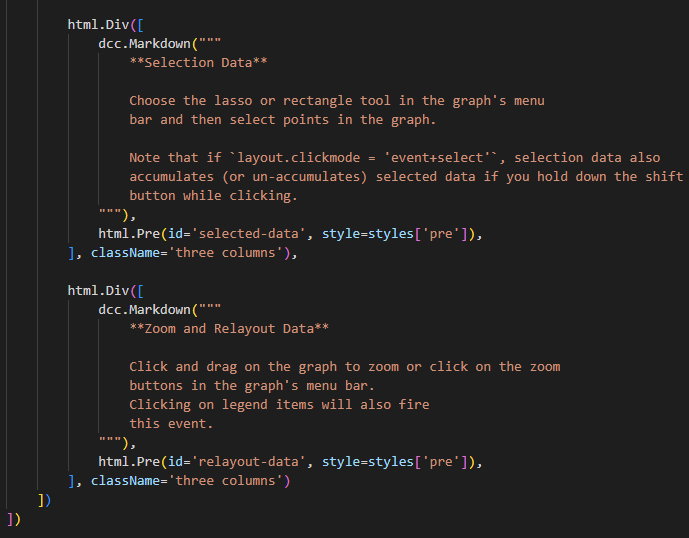 html.Div([
dcc.Markdown("""
**Selection Data**
Choose the lasso or rectangle tool in the graph's menu
bar and then select points in the graph.
Note that if `layout.clickmode = 'event+select'`, selection data also
accumulates (or un-accumulates) selected data if you hold down the shift
button while clicking.
"""),
html.Pre(id='selected-data', style=styles['pre']),
], className='three columns'),
html.Div([
dcc.Markdown("""
**Zoom and Relayout Data**
Click and drag on the graph to zoom or click on the zoom
buttons in the graph's menu bar.
Clicking on legend items will also fire
this event.
"""),
html.Pre(id='relayout-data', style=styles['pre']),
], className='three columns')
])
])